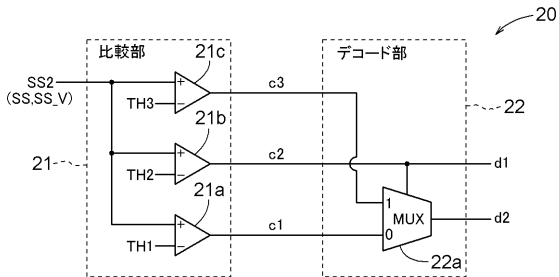 20
比較部
デコード部
21c
SS2
(SS,SS_V)
+
TH3
−
c3
21b
22
21
+
TH2
−
c2
d1
21a
+
TH1
−
c1
1
MUX
0
d2
22a